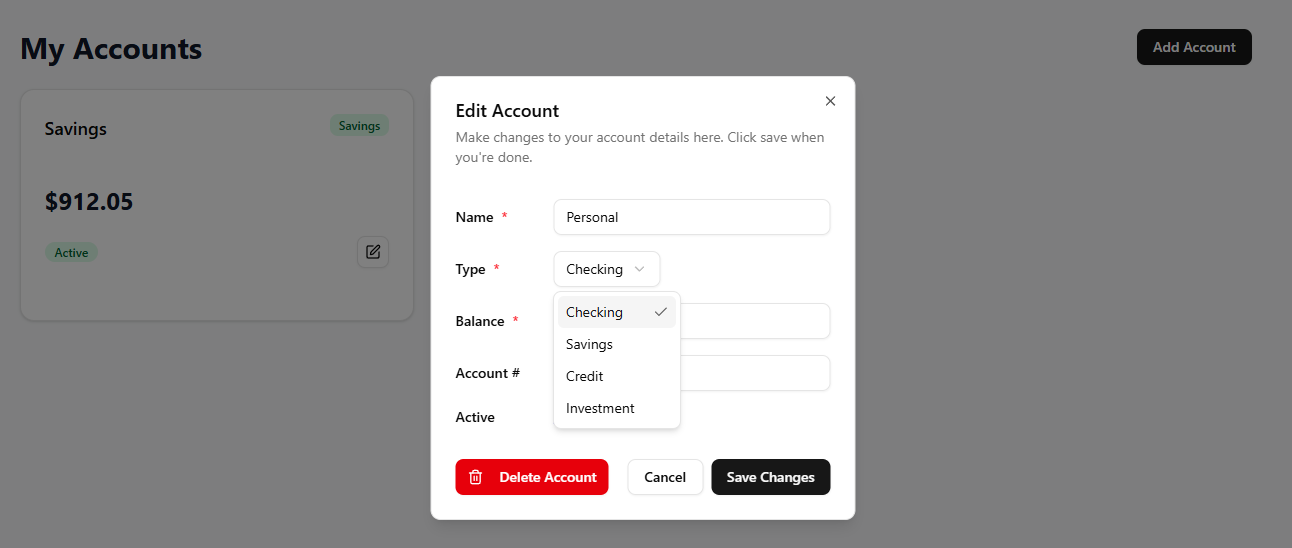 My Accounts
Add Account
Savings
Savings
$912.05
Active
Edit Account
Make changes to your account details here. Click save when
you're done.
Name *
Personal
Type *
Checking
Checking
Savings
Credit
Investment
Balance *
Account #
Active
Delete Account
Cancel
Save Changes